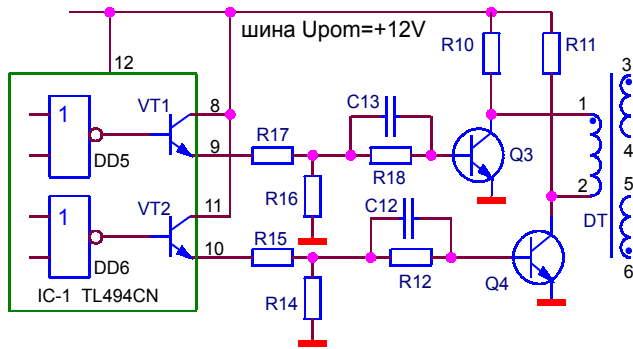 шина Upom=+12V
R10
R11
12
3
1
VT1
8
C13
1
4
DD5
9
R17
R18
Q3
R16
2
5
1
VT2
11
C12
DT
DD6
10
R15
R12
Q4
6
R14
IC-1 TL494CN